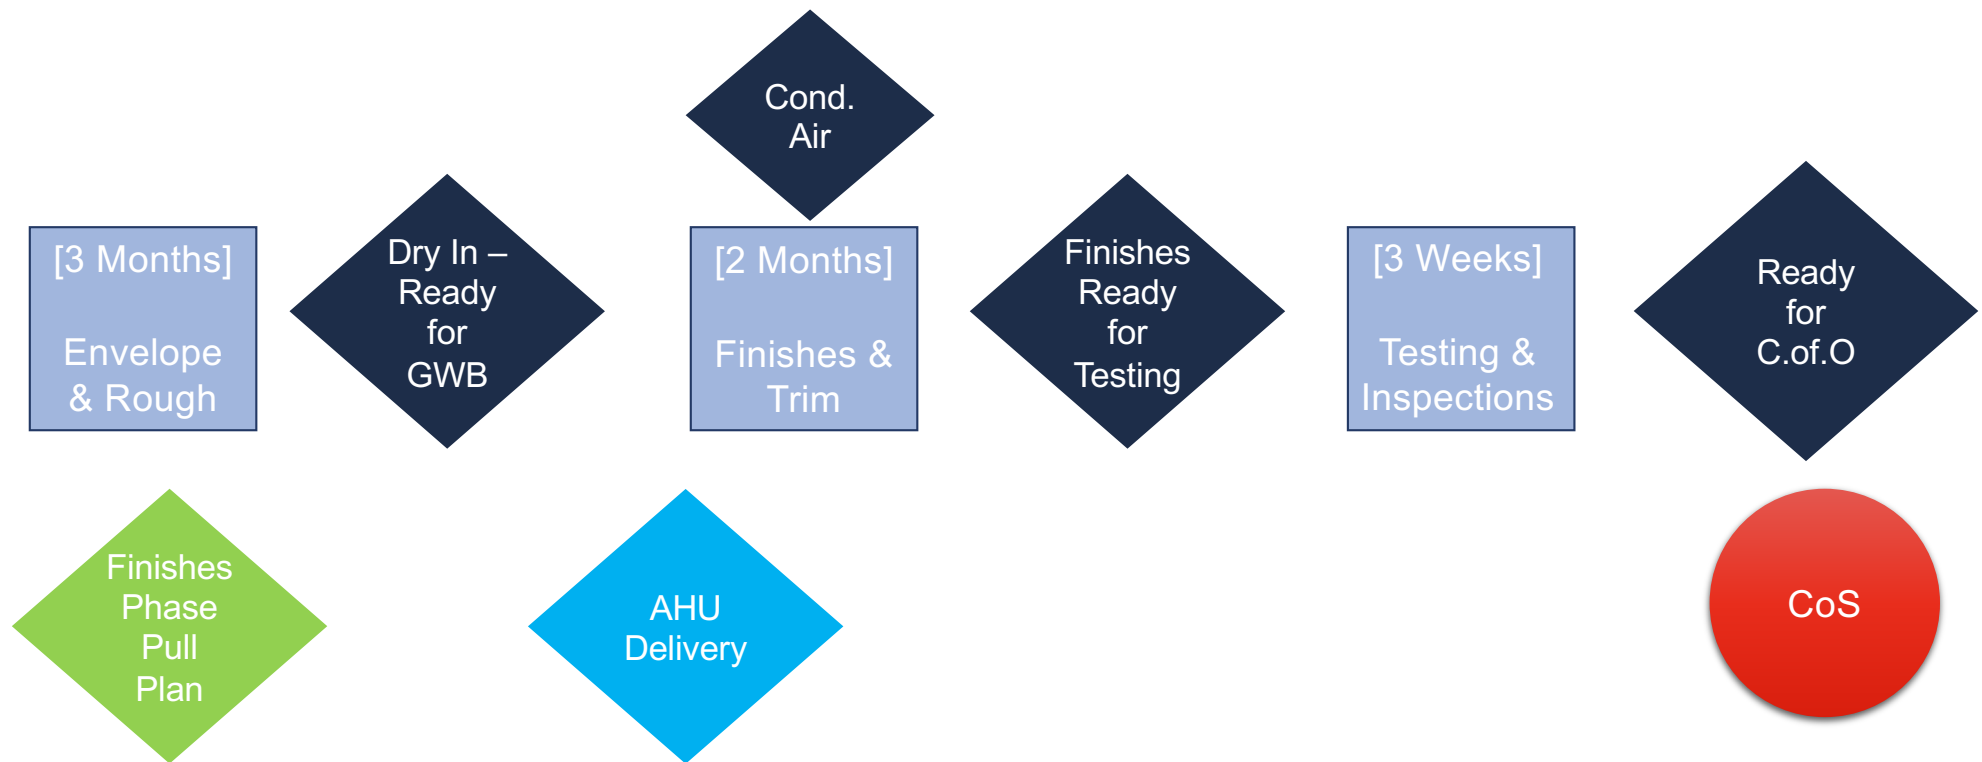 Cond.
Air
[3 Months]
Envelope
& Rough
Dry In –
Ready
for
GWB
[2 Months]
Finishes &
Trim
Finishes
Ready
for
Testing
[3 Weeks]
Testing &
Inspections
Ready
for
C.of.O
Finishes
Phase
Pull
Plan
AHU
Delivery
CoS